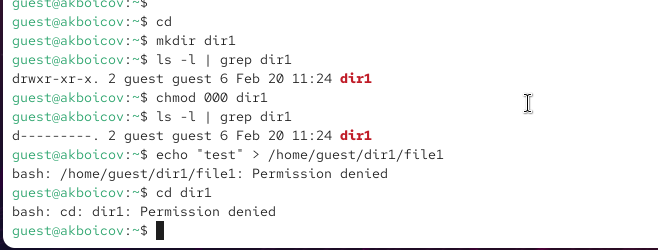 guest@akboicov:~$
guest@akboicov:~$ cd
guest@akboicov:~$ mkdir dir1
guest@akboicov:~$ ls -l | grep dir1
drwxr-xr-x. 2 guest guest 6 Feb 20 11:24 dir1
guest@akboicov:~$ chmod 000 dir1
guest@akboicov:~$ ls -l | grep dir1
d---------. 2 guest guest 6 Feb 20 11:24 dir1
guest@akboicov:~$ echo "test" > /home/guest/dir1/file1
bash: /home/guest/dir1/file1: Permission denied
guest@akboicov:~$ cd dir1
bash: cd: dir1: Permission denied
guest@akboicov:~$